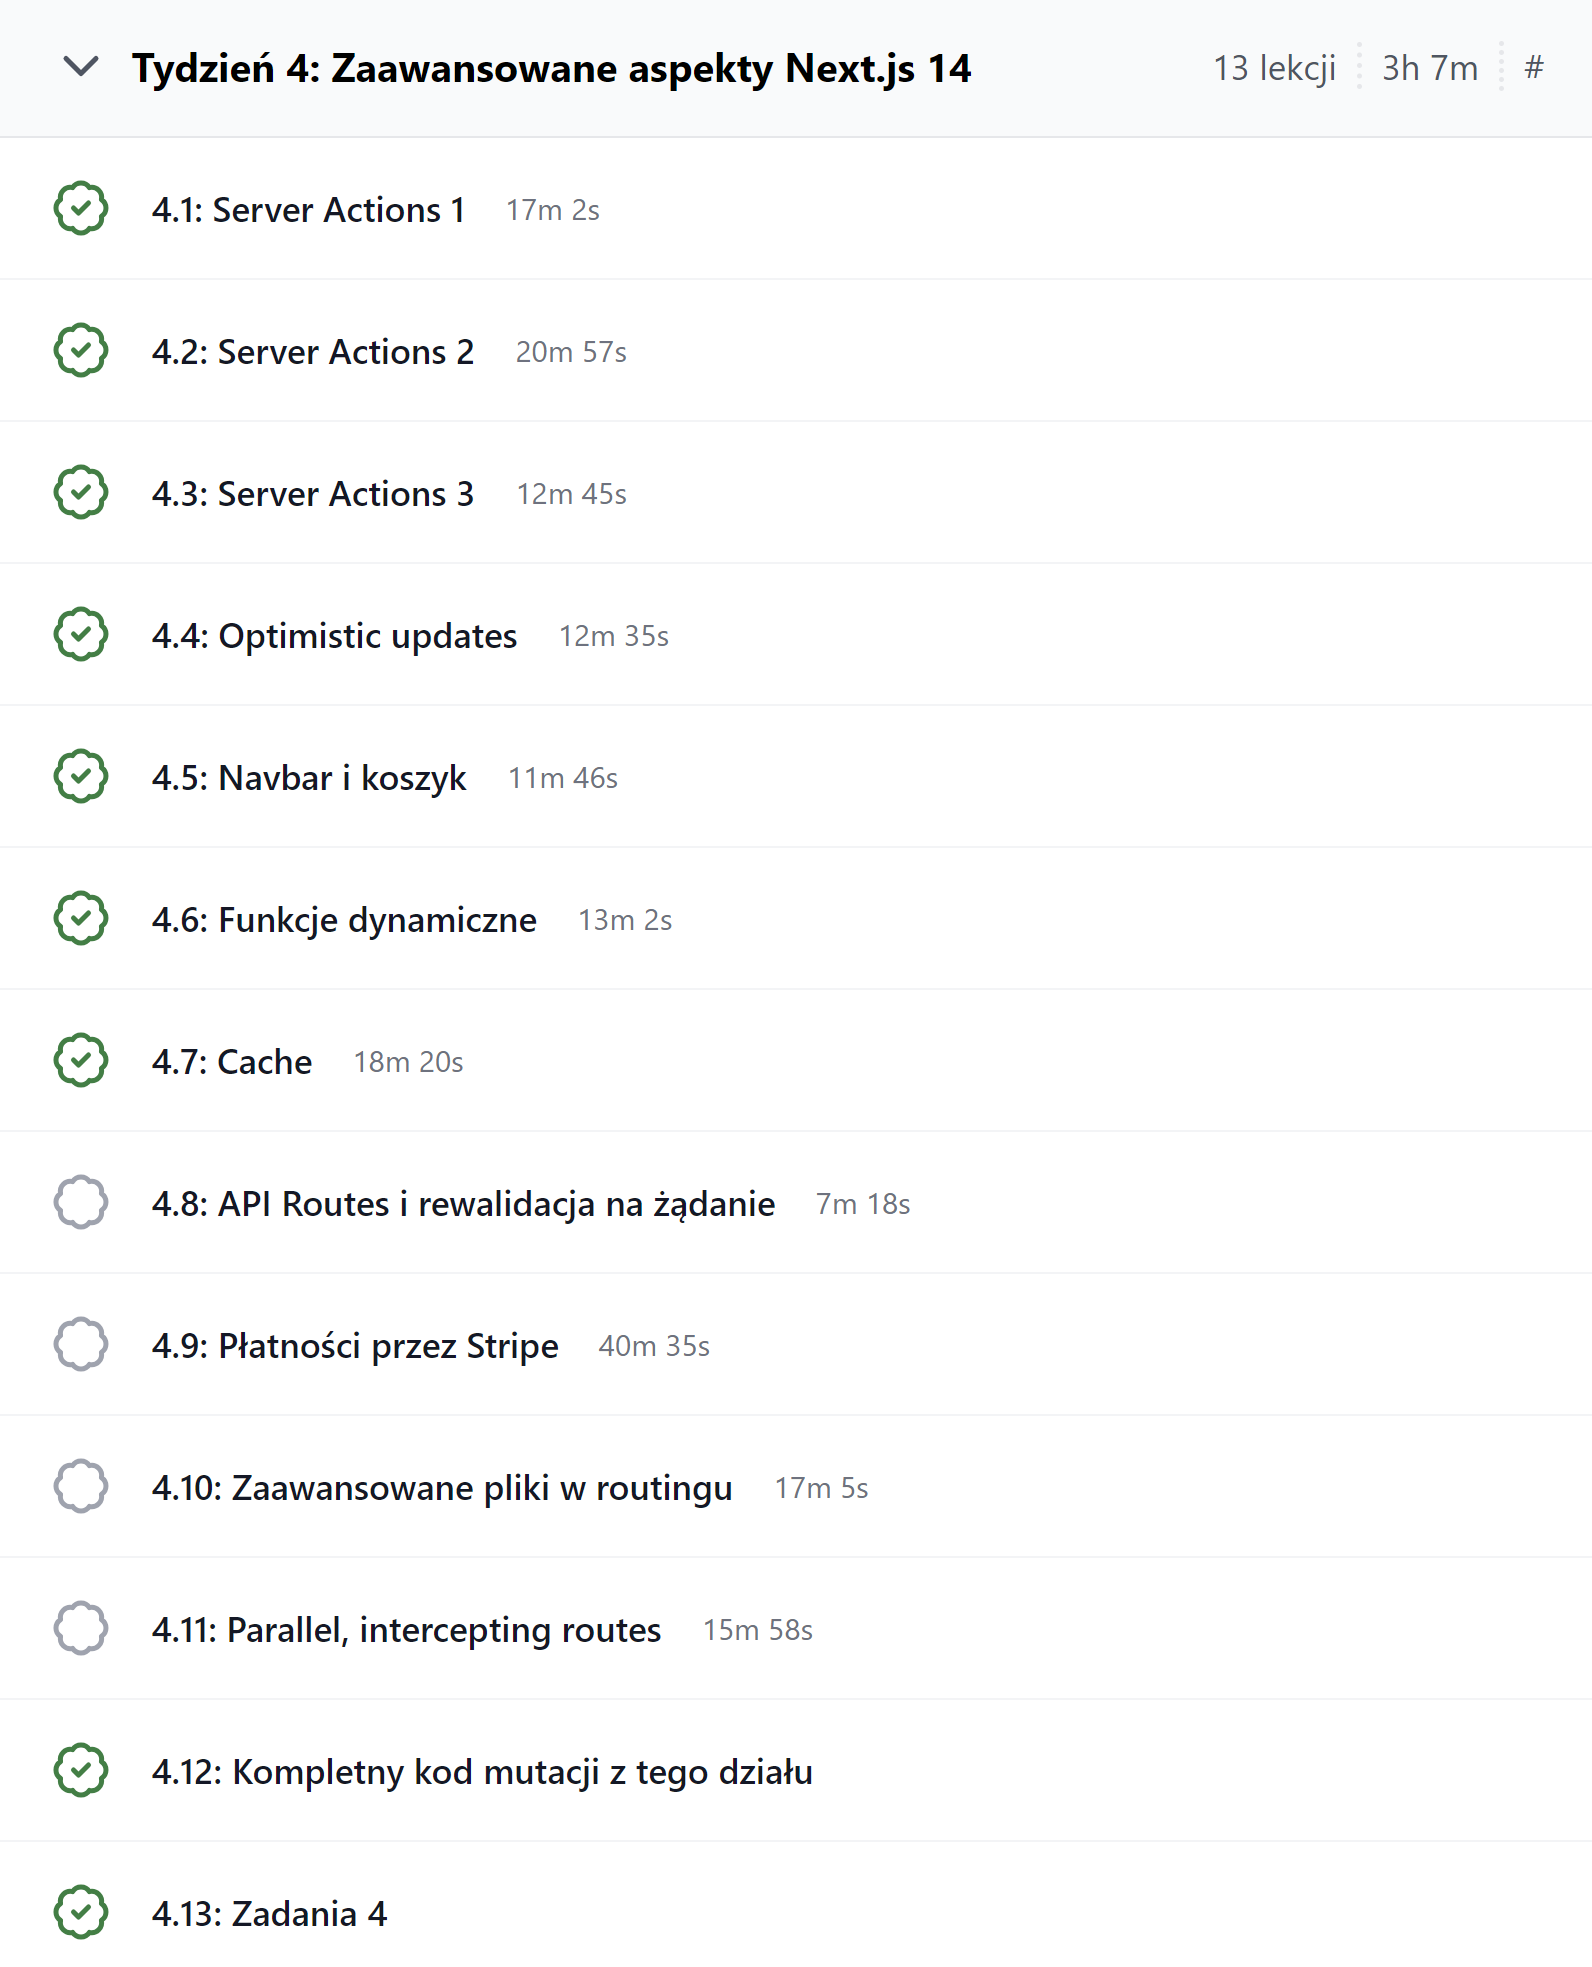 Tydzień 4: Zaawansowane aspekty Next.js 14 13 lekcji 3h 7m #
4.1: Server Actions 1 17m 2s
4.2: Server Actions 2 20m 57s
4.3: Server Actions 3 12m 45s
4.4: Optimistic updates 12m 35s
4.5: Navbar i koszyk 11m 46s
4.6: Funkcje dynamiczne 13m 2s
4.7: Cache 18m 20s
4.8: API Routes i rewalidacja na żądanie 7m 18s
4.9: Płatności przez Stripe 40m 35s
4.10: Zaawansowane pliki w routingu 17m 5s
4.11: Parallel, intercepting routes 15m 58s
4.12: Kompletny kod mutacji z tego działu
4.13: Zadania 4